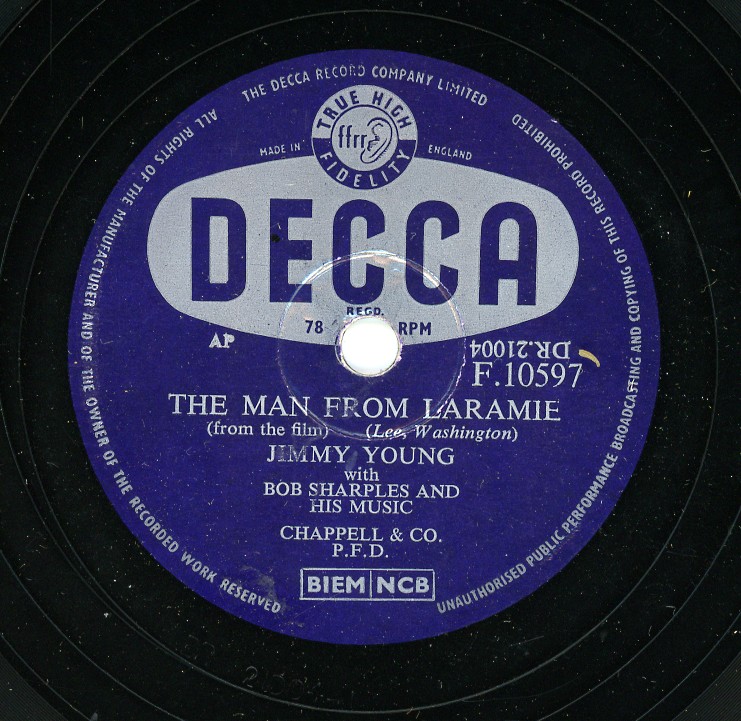 THE DECCA RECORD COMPANY LIMITED
ALL RIGHTS OF THE MANUFACTURER AND OF THE OWNER OF THE RECORDED WORK RESERVED
UNAUTHORISED PUBLIC PERFORMANCE BROADCASTING AND COPYING OF THIS RECORD PROHIBITED
TRUE HIGH
ffrr
FIDELITY
MADE IN ENGLAND
DECCA
REGD.
78 RPM
AP
DR.21004
F.10597
THE MAN FROM LARAMIE
(from the film) (Lee, Washington)
JIMMY YOUNG
with
BOB SHARPLES AND
HIS MUSIC
CHAPPELL & CO.
P.F.D.
BIEM NCB